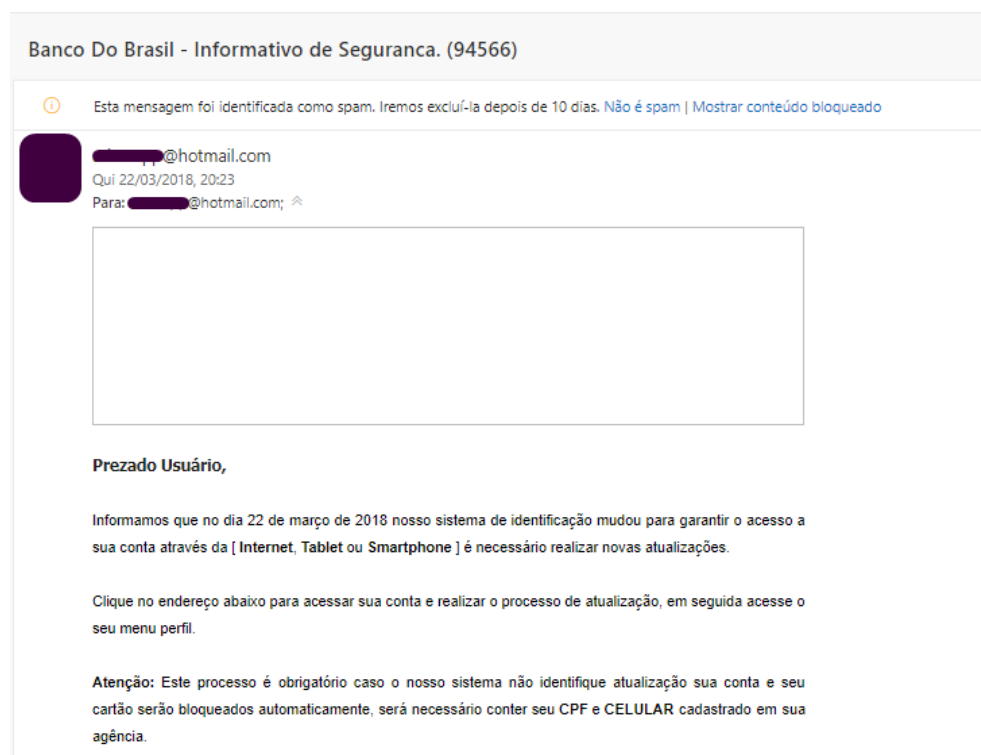 Banco Do Brasil - Informativo de Seguranca. (94566)
Esta mensagem foi identificada como spam. Iremos excluí-la depois de 10 dias. Não é spam | Mostrar conteúdo bloqueado
@hotmail.com
Qui 22/03/2018, 20:23
Para: @hotmail.com;
Prezado Usuário,
Informamos que no dia 22 de março de 2018 nosso sistema de identificação mudou para garantir o acesso a
sua conta através da [ Internet, Tablet ou Smartphone ] é necessário realizar novas atualizações.
Clique no endereço abaixo para acessar sua conta e realizar o processo de atualização, em seguida acesse o
seu menu perfil.
Atenção: Este processo é obrigatório caso o nosso sistema não identifique atualização sua conta e seu
cartão serão bloqueados automaticamente, será necessário conter seu CPF e CELULAR cadastrado em sua
agência.